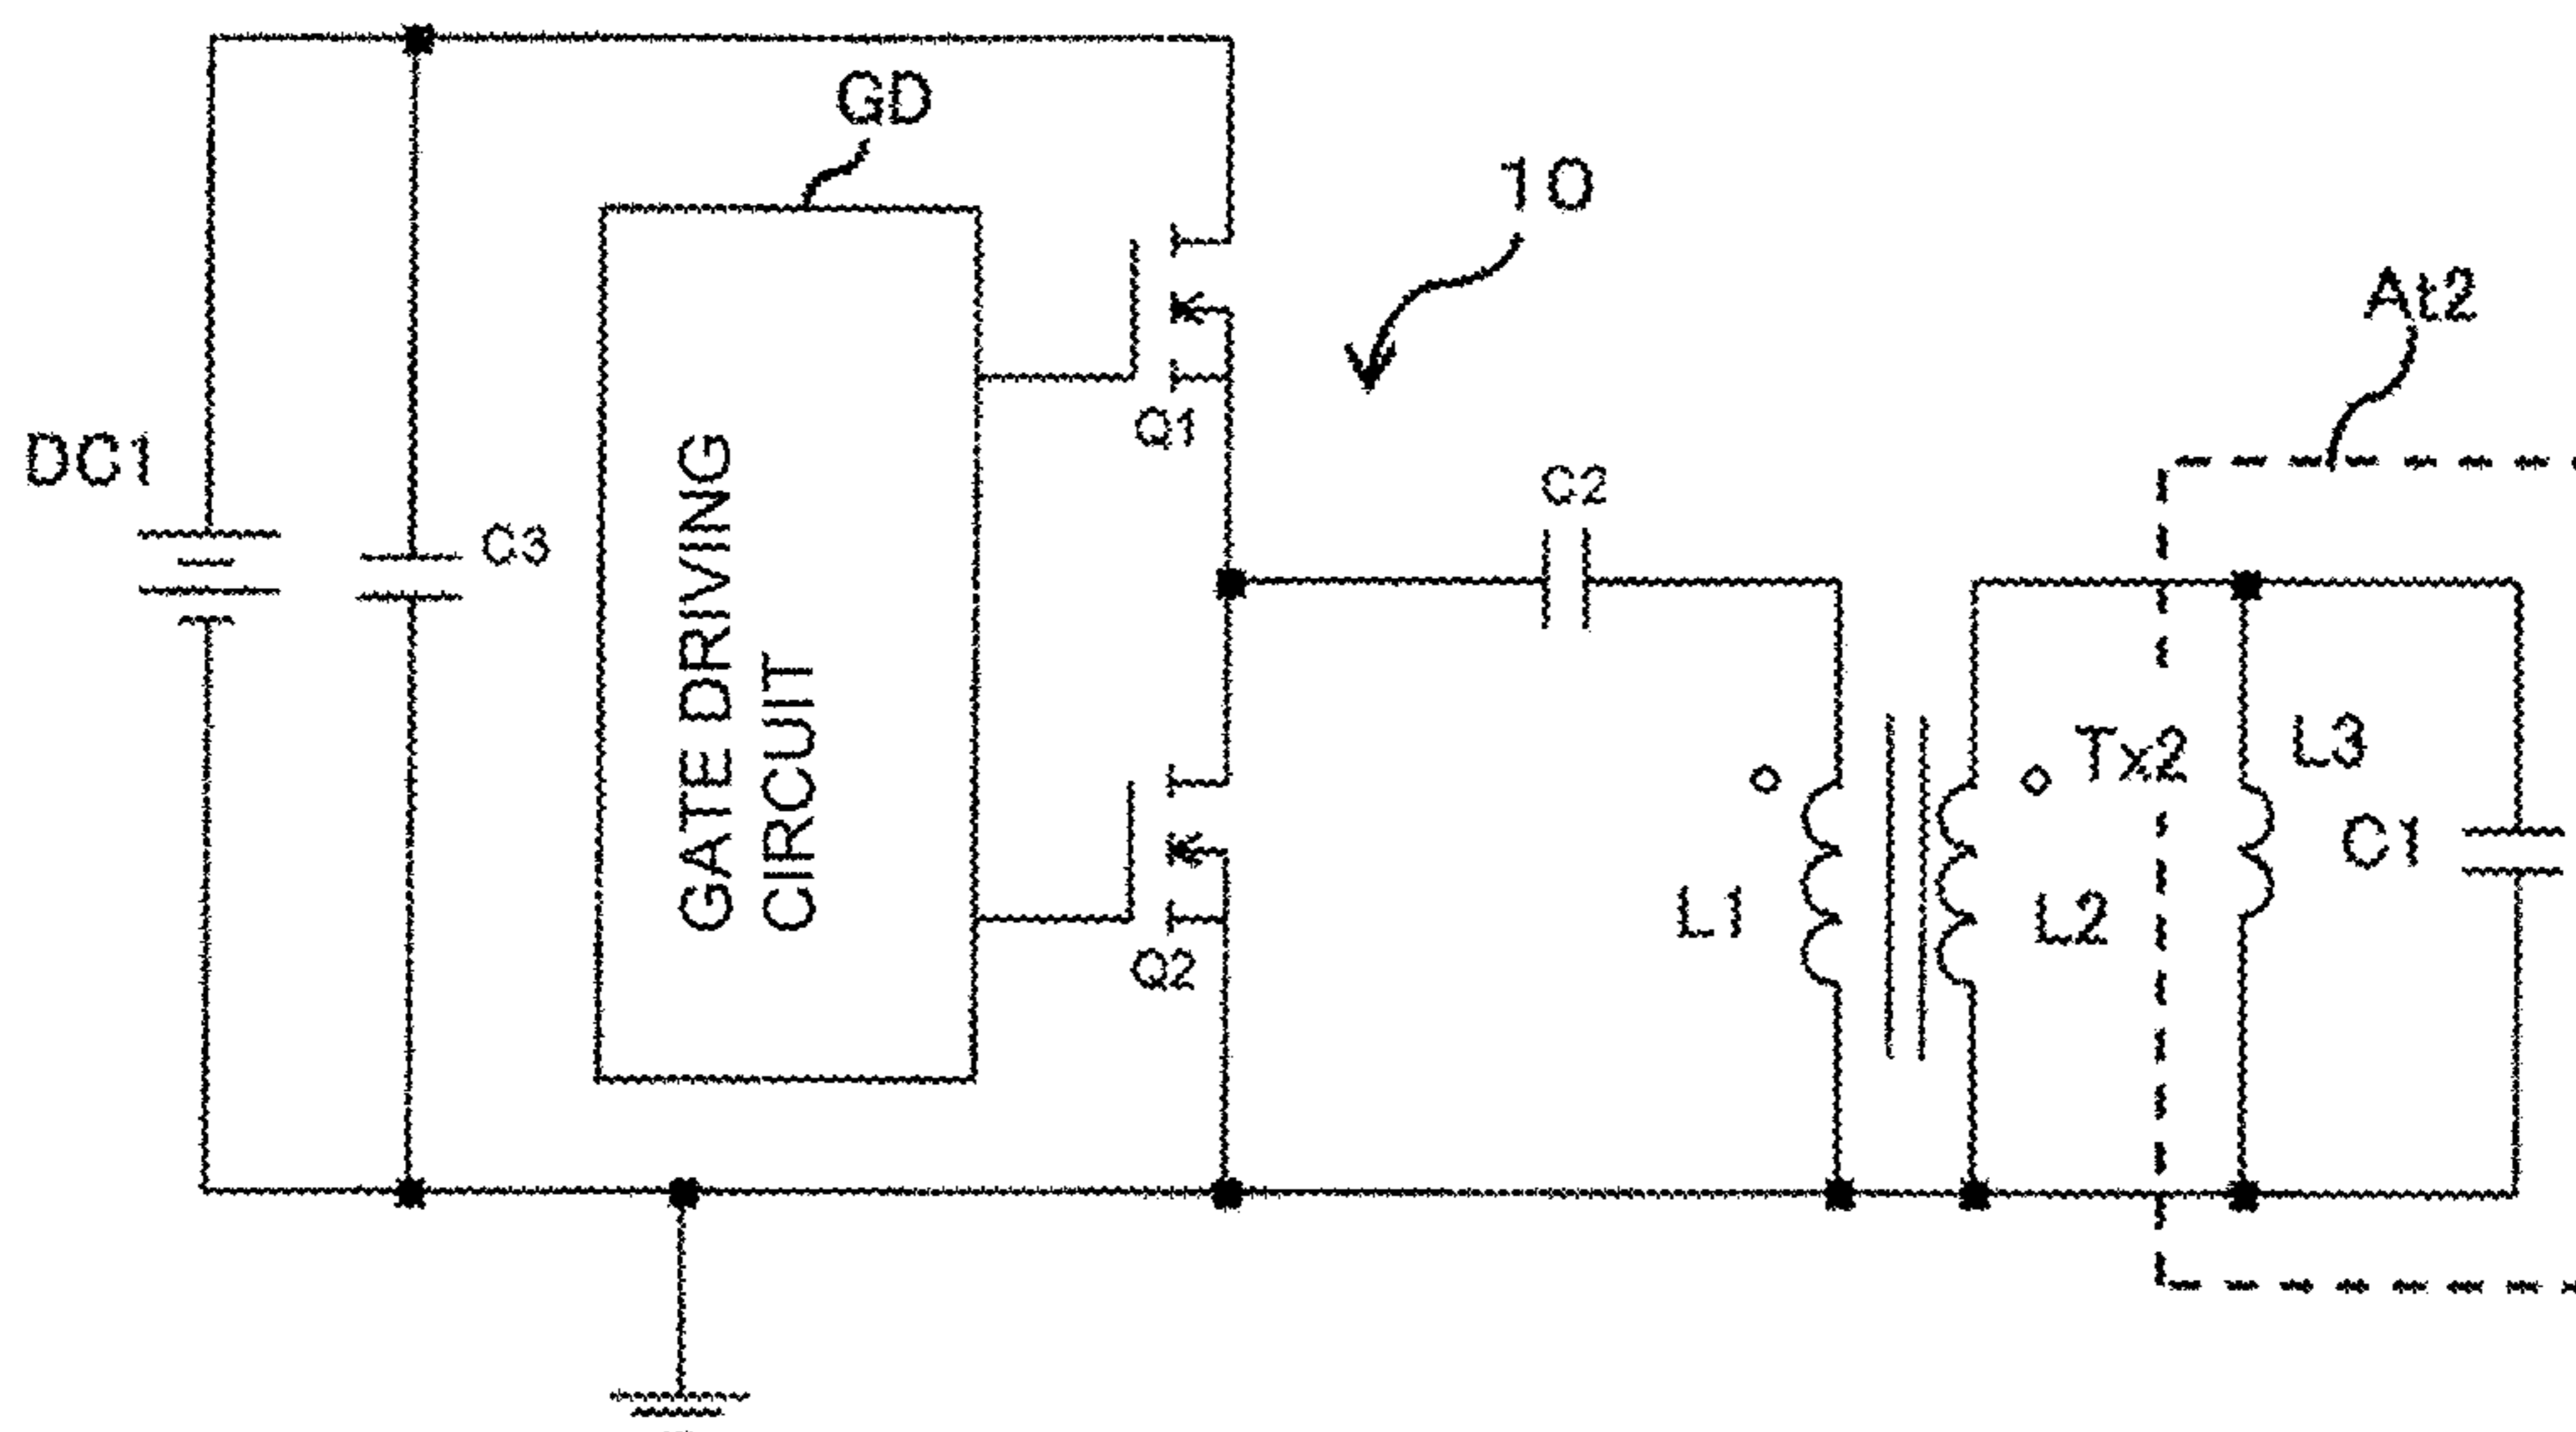 GD
10
At2
DC1
Q1
C2
C3
GATE DRIVING
CIRCUIT
Tx2
L3
C1
L1
L2
Q2